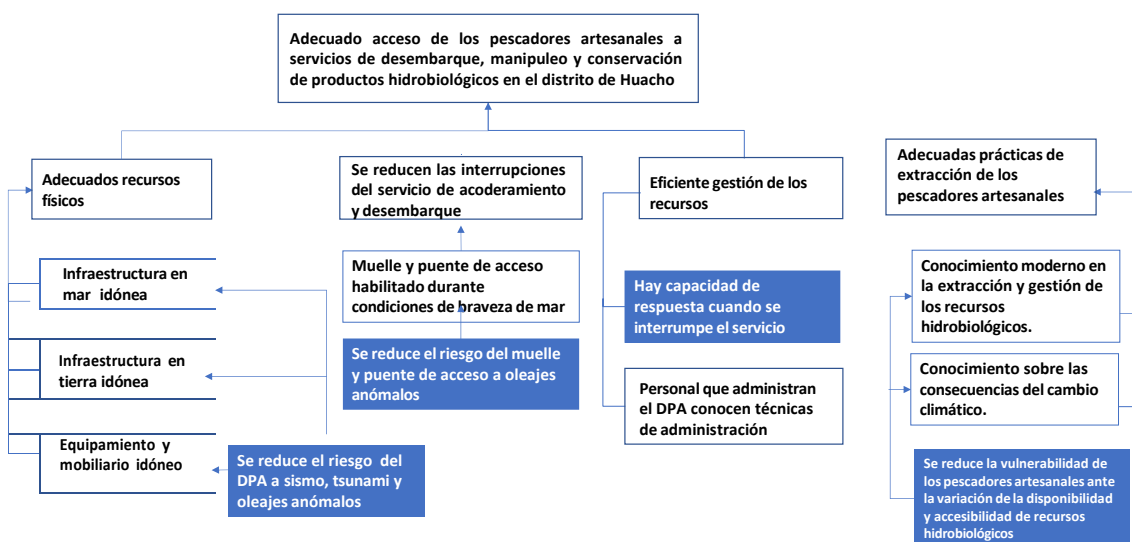 Adecuado acceso de los pescadores artesanales a
servicios de desembarque, manipuleo y conservación
de productos hidrobiológicos en el distrito de Huacho
Adecuados recursos
físicos
Se reducen las interrupciones
del servicio de acoderamiento
y desembarque
Eficiente gestión de los
recursos
Adecuadas prácticas de
extracción de los
pescadores artesanales
Infraestructura en
mar idónéa
Muelle y puente de acceso
habilitado durante
condiciones de braveza de mar
Hay capacidad de
respuesta cuando se
interrumpe el servicio
Conocimiento moderno en
la extracción y gestión de
los recursos
hidrobiológicos.
Infraestructura en
tierra idónea
Se reduce el riesgo del muelle
y puente de acceso a oleajes
anómalos
Personal que administran
el DPA conocen técnicas
de administración
Conocimiento sobre las
consecuencias del cambio
climático.
Equipamiento y
mobiliario idóneo
Se reduce el riesgo del
DPA a sismo, tsunami y
oleajes anómalos
Se reduce la vulnerabilidad de
los pescadores artesanales ante
la variación de la disponibilidad
y accesibilidad de recursos
hidrobiológicos